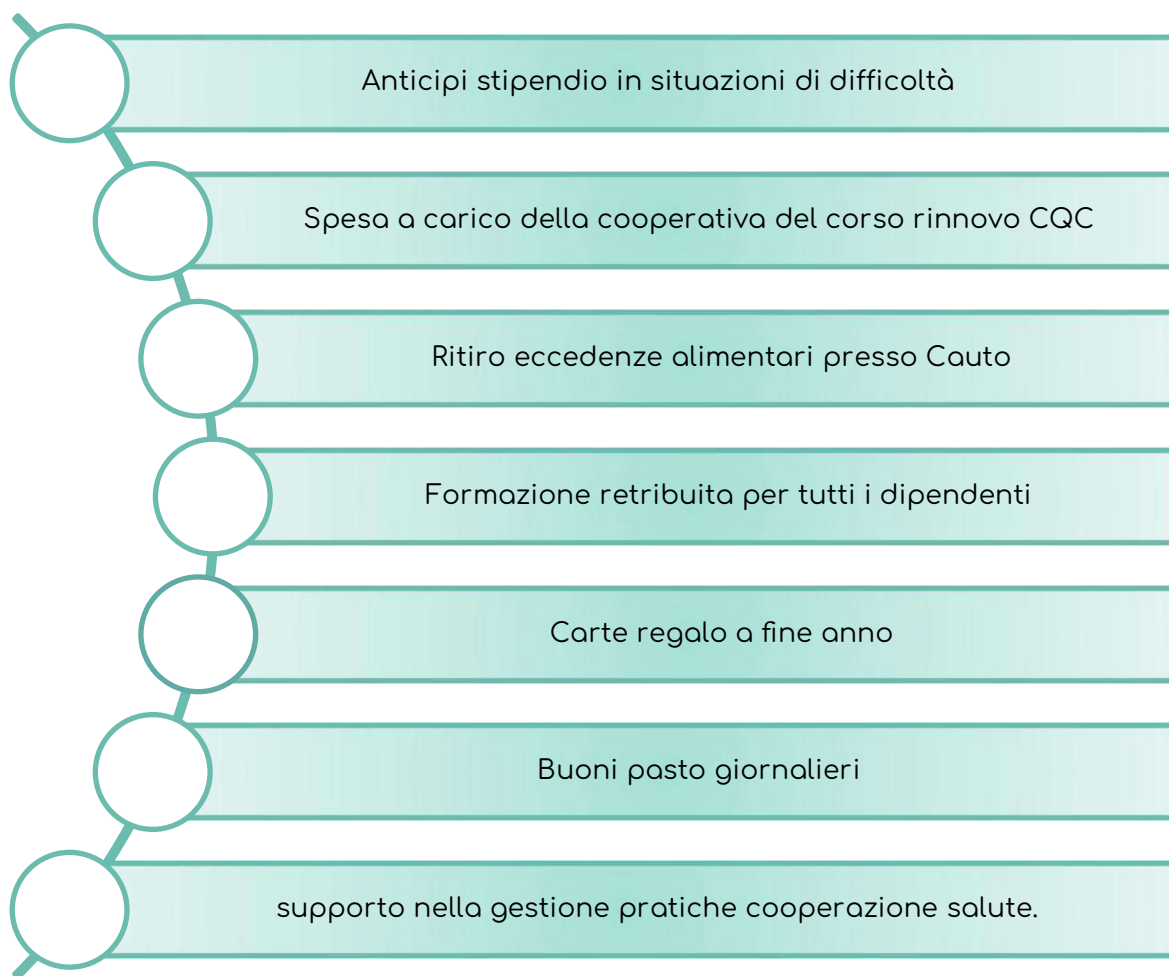 Anticipi stipendio in situazioni di difficoltà
Spesa a carico della cooperativa del corso rinnovo CQC
Ritiro eccedenze alimentari presso Cauto
Formazione retribuita per tutti i dipendenti
Carte regalo a fine anno
Buoni pasto giornalieri
supporto nella gestione pratiche cooperazione salute.